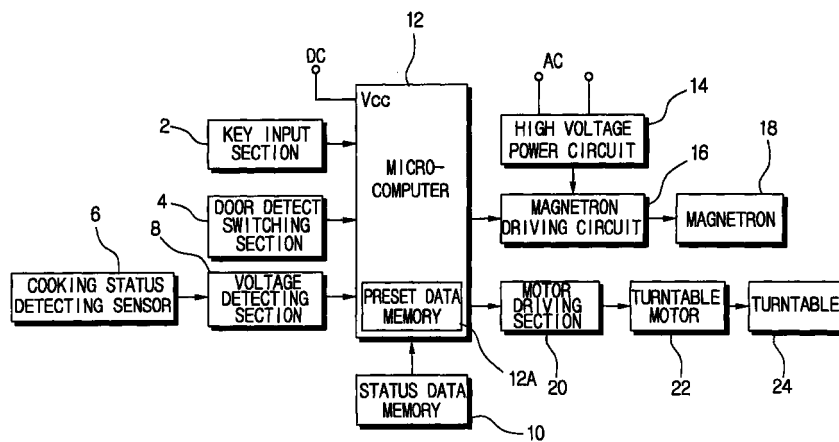 12
DC
AC
Vcc
14
2
KEY INPUT
SECTION
HIGH VOLTAGE
POWER CIRCUIT
18
16
MICRO-
COMPUTER
4
DOOR DETECT
SWITCHING
SECTION
MAGNETRON
DRIVING CIRCUIT
MAGNETRON
6
8
COOKING STATUS
DETECTING SENSOR
VOLTAGE
DETECTING
SECTION
PRESET DATA
MEMORY
MOTOR
DRIVING
SECTION
TURNTABLE
MOTOR
TURNTABLE
12A
20
22
24
STATUS DATA
MEMORY
10